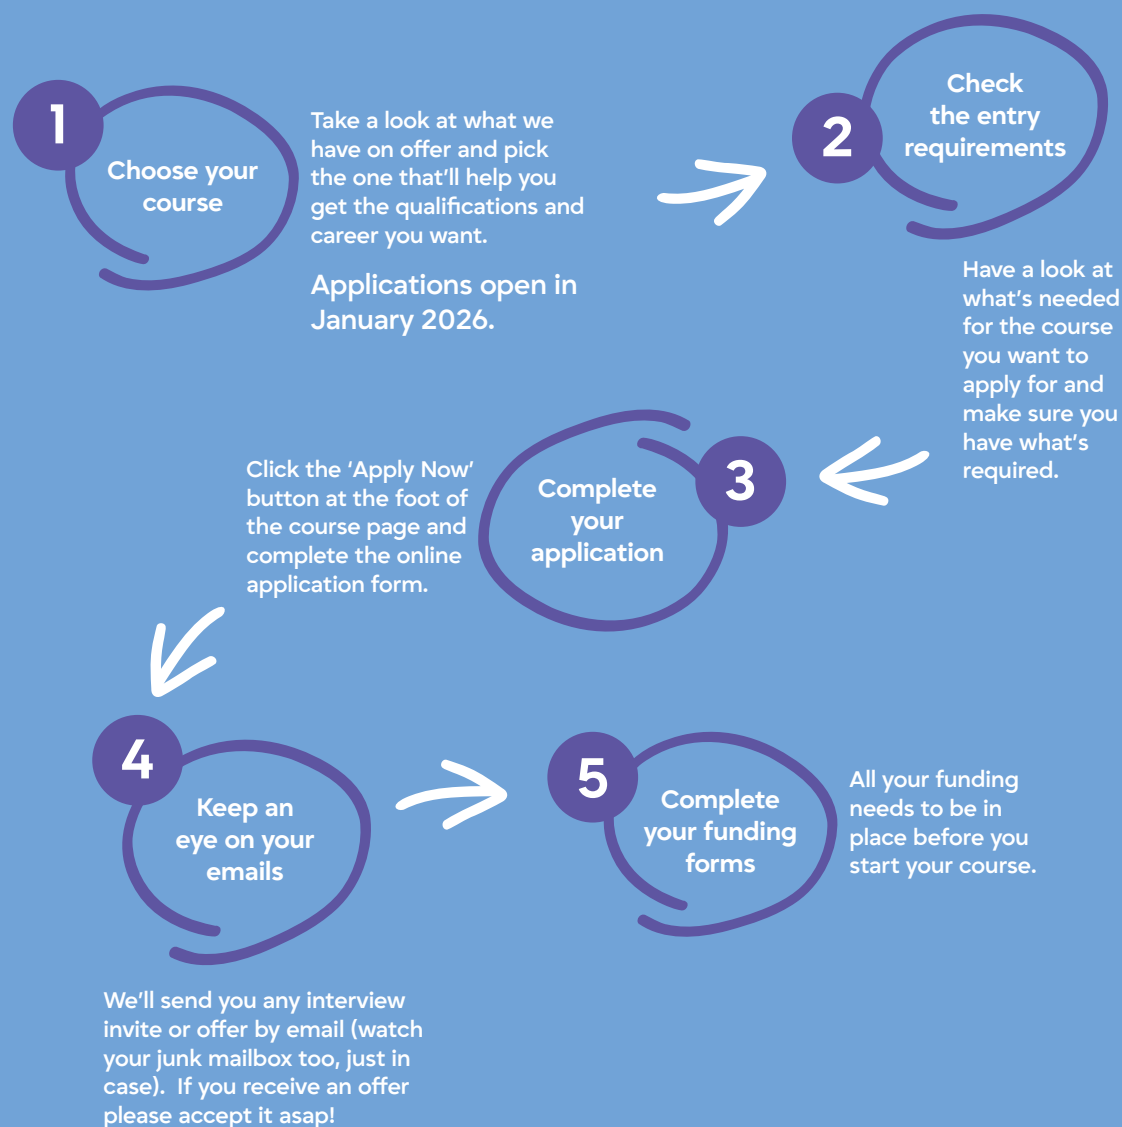 1
Choose your
course
Take a look at what we
have on offer and pick
the one that'll help you
get the qualifications and
career you want.
Applications open in
January 2026.
2
Check
the entry
requirements
Have a look at
what's needed
for the course
you want to
apply for and
make sure you
have what's
required.
3
Complete
your
application
Click the 'Apply Now'
button at the foot of
the course page and
complete the online
application form.
4
Keep an
eye on your
emails
We'll send you any interview
invite or offer by email (watch
your junk mailbox too, just in
case).  If you receive an offer
please accept it asap!
5
Complete
your funding
forms
All your funding
needs to be in
place before you
start your course.